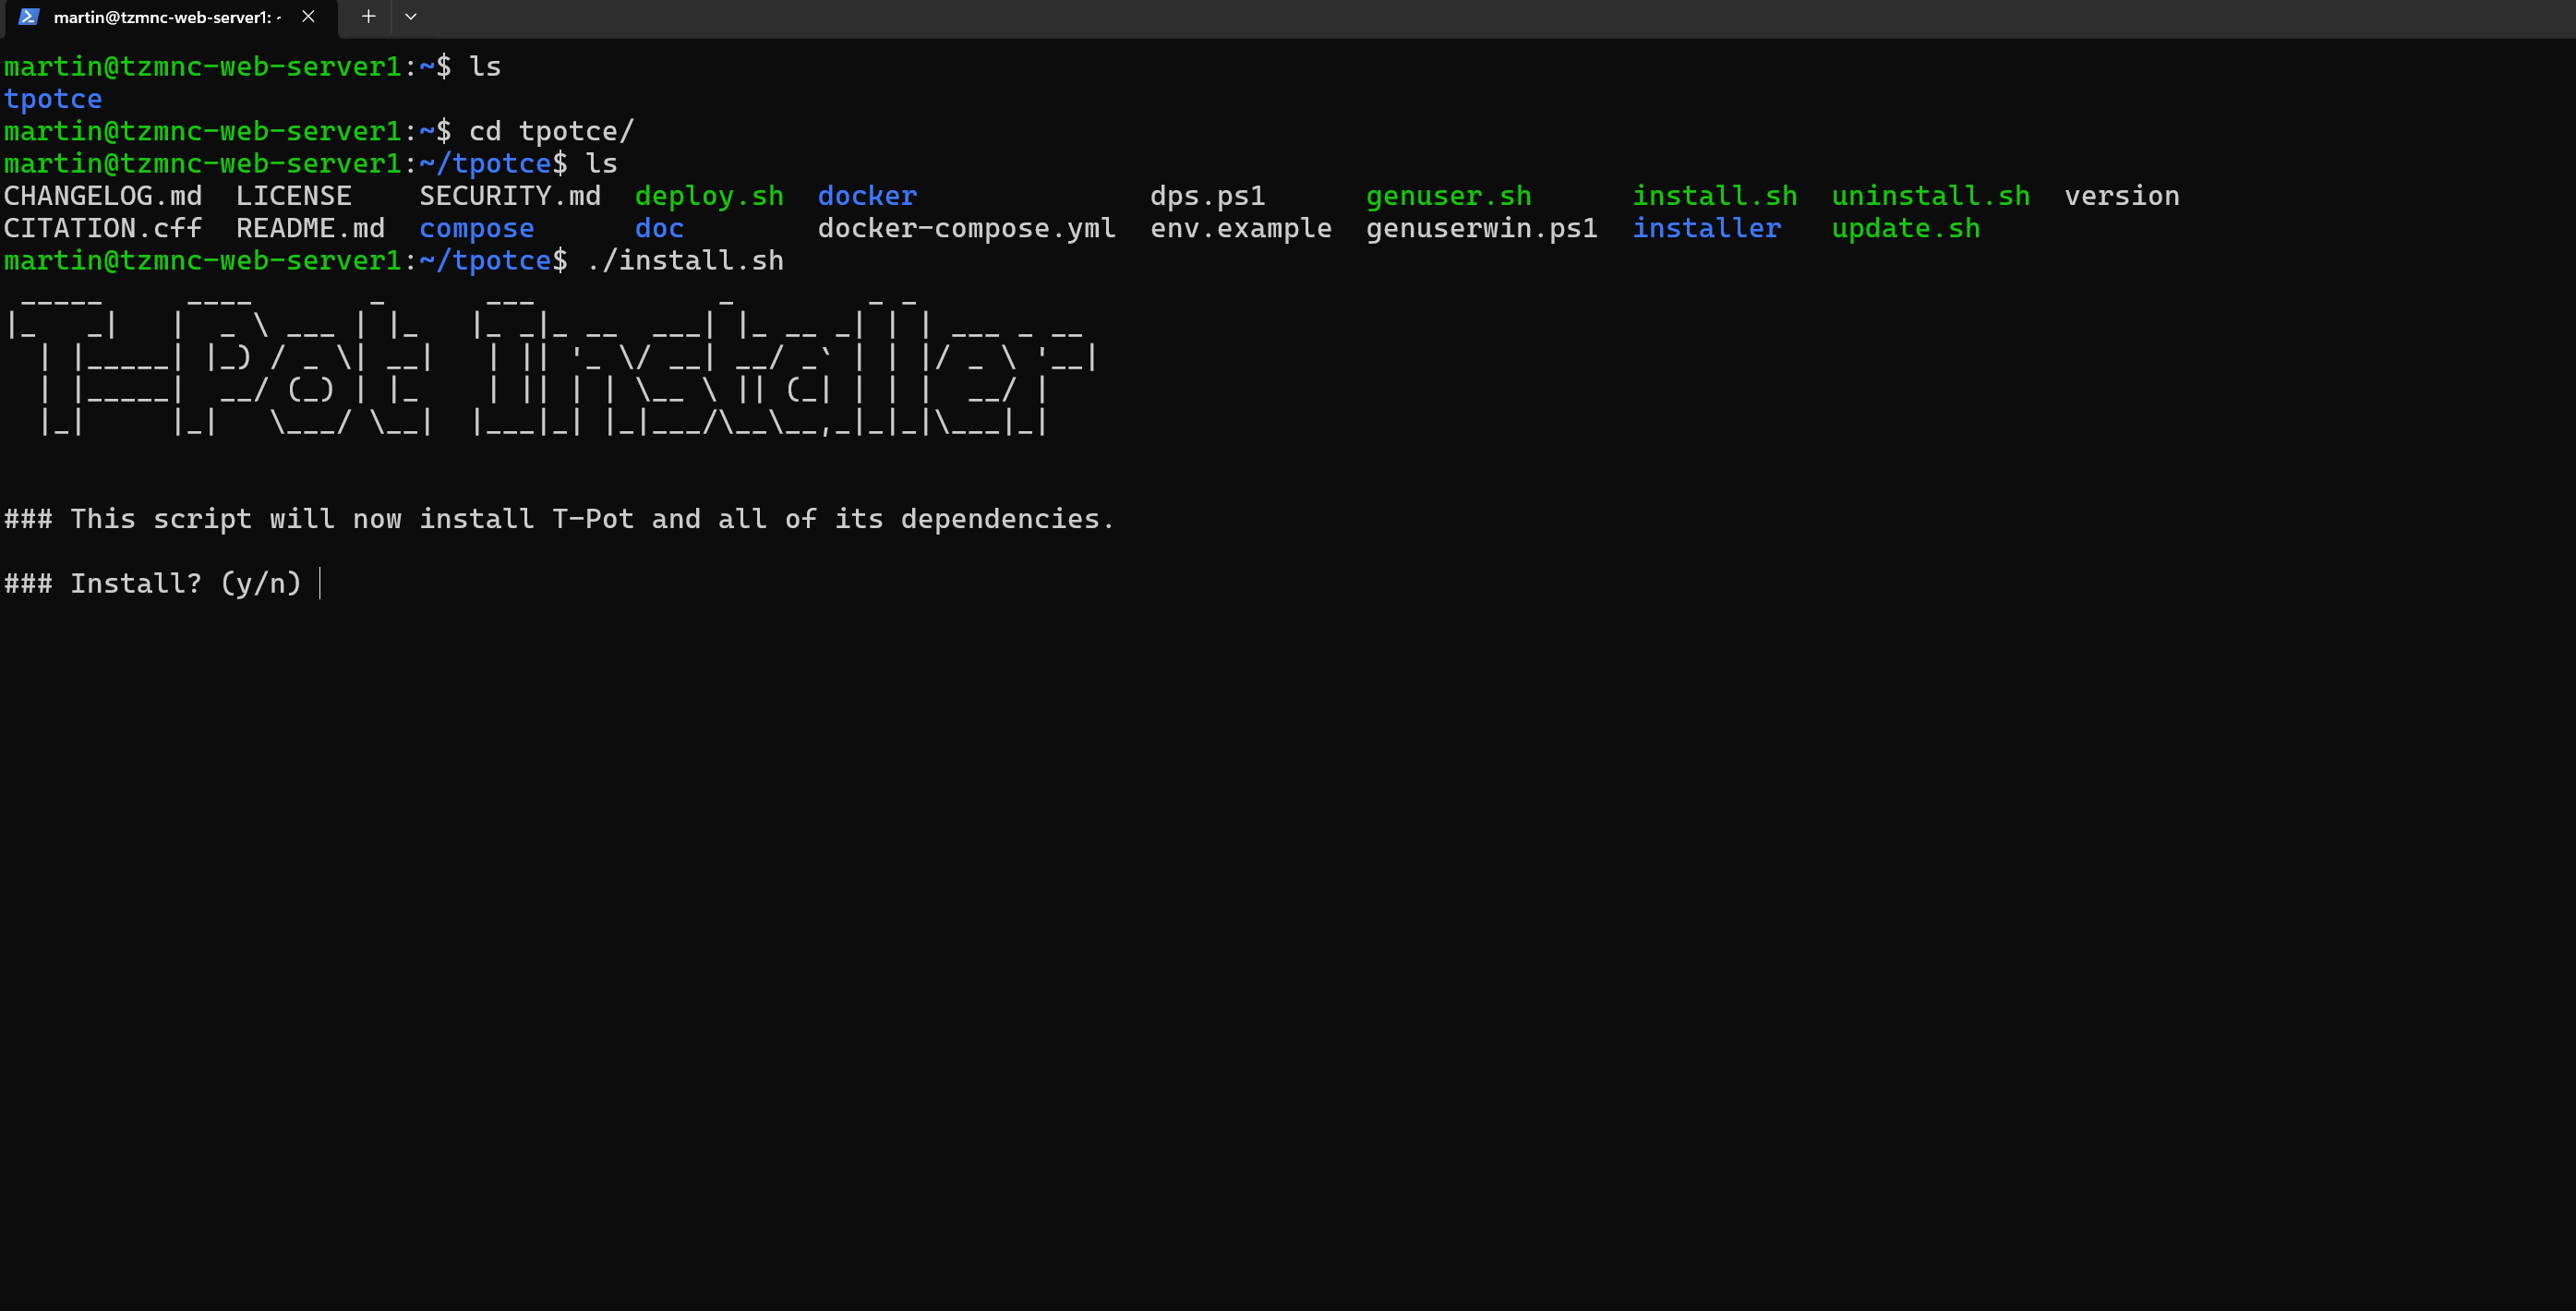 martin@tzmnc-web-server1: ~
martin@tzmnc-web-server1:~$ ls
tpotce
martin@tzmnc-web-server1:~$ cd tpotce/
martin@tzmnc-web-server1:~/tpotce$ ls
CHANGELOG.md  LICENSE    SECURITY.md  deploy.sh  docker              dps.ps1      genuser.sh      install.sh  uninstall.sh  version
CITATION.cff  README.md  compose      doc        docker-compose.yml  env.example  genuserwin.ps1  installer   update.sh
martin@tzmnc-web-server1:~/tpotce$ ./install.sh
T-Pot Installer
### This script will now install T-Pot and all of its dependencies.
### Install? (y/n)